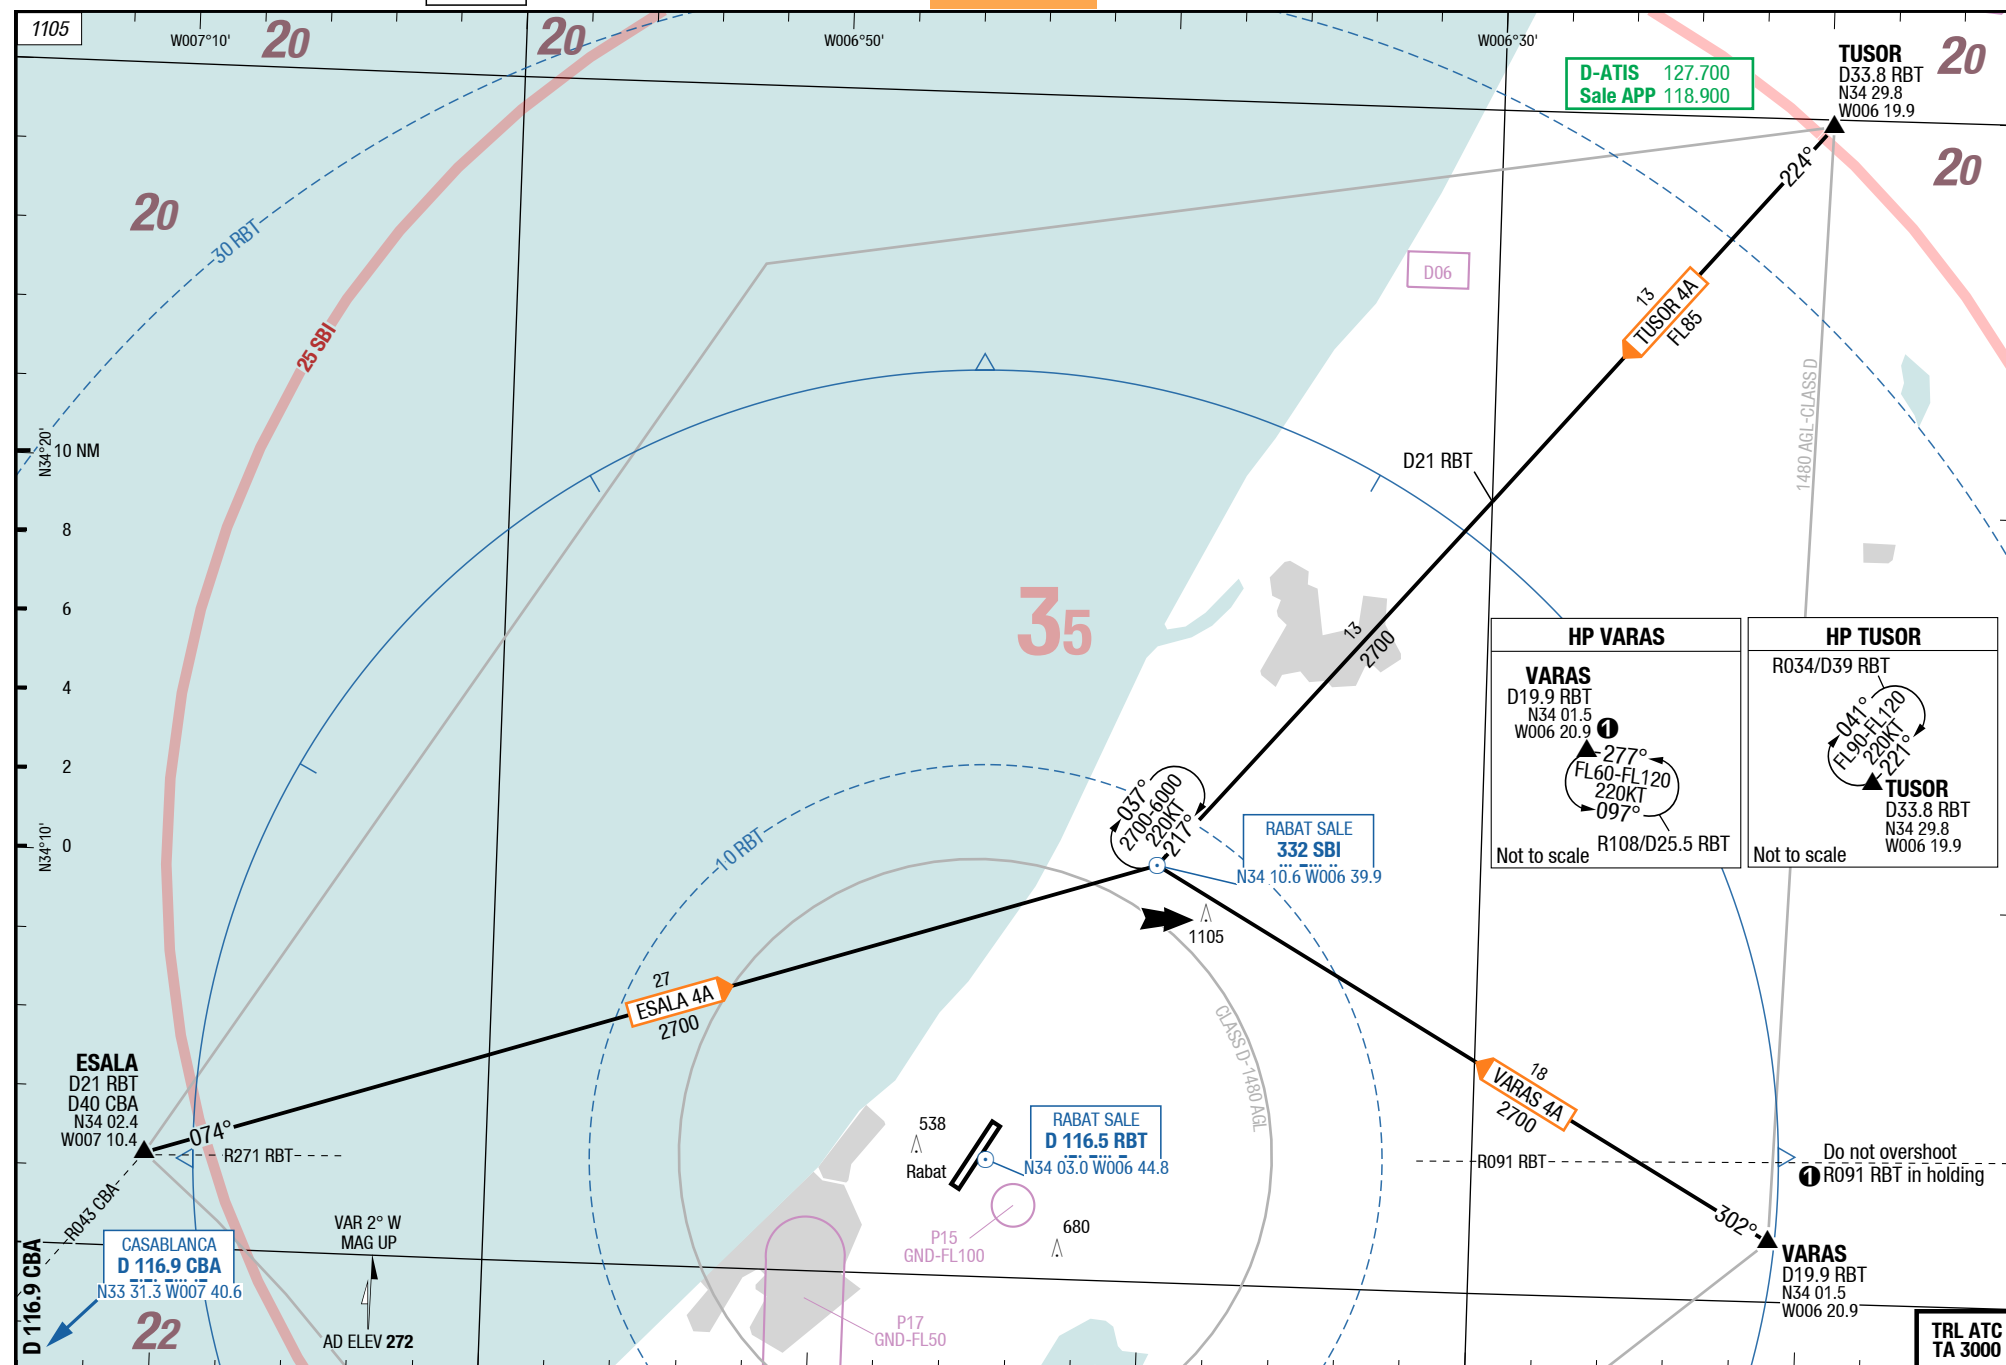 1105
W007°10'
20
20
W006°50'
W006°30'
D-ATIS 127.700
Sale APP 118.900
TUSOR
D33.8 RBT
N34 29.8
W006 19.9
20
20
20
224°
30 RBT
25 SBI
D06
13
TUSOR 4A
FL85
1480 AGL-CLASS D
N34°20'
10 NM
8
6
4
2
0
N34°10'
D21 RBT
35
13
2700
HP VARAS
VARAS
D19.9 RBT
N34 01.5
W006 20.9
1
277°
FL60-FL120
220KT
097°
R108/D25.5 RBT
Not to scale
HP TUSOR
R034/D39 RBT
041°
FL90-FL120
220KT
221°
TUSOR
D33.8 RBT
N34 29.8
W006 19.9
Not to scale
037°
2700-6000
220KT
217°
10 RBT
RABAT SALE
332 SBI
N34 10.6 W006 39.9
1105
27
ESALA 4A
2700
CLASS D-1480 AGL
18
VARAS 4A
2700
ESALA
D21 RBT
D40 CBA
N34 02.4
W007 10.4
074°
R271 RBT
R043 CBA
538
Rabat
RABAT SALE
D 116.5 RBT
N34 03.0 W006 44.8
R091 RBT
Do not overshoot
1 R091 RBT in holding
302°
VARAS
D19.9 RBT
N34 01.5
W006 20.9
P15
GND-FL100
680
P17
GND-FL50
VAR 2° W
MAG UP
AD ELEV 272
CASABLANCA
D 116.9 CBA
N33 31.3 W007 40.6
D 116.9 CBA
22
TRL ATC
TA 3000